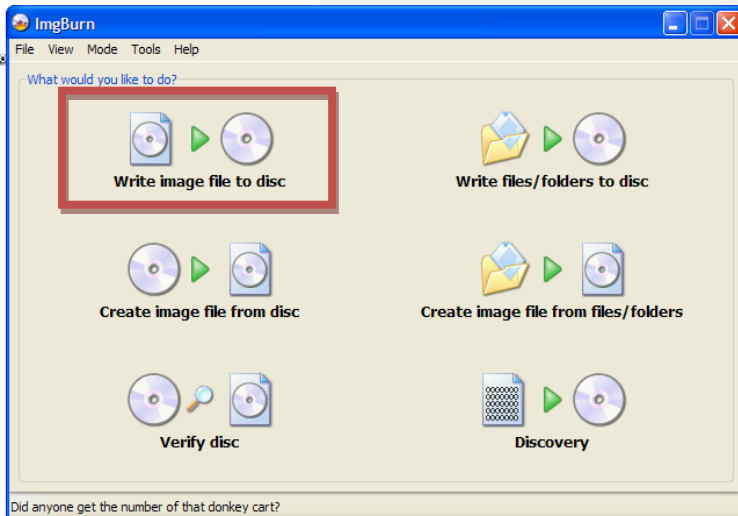 ImgBurn
File View Mode Tools Help
What would you like to do?
Write image file to disc
Write files/folders to disc
Create image file from disc
Create image file from files/folders
Verify disc
Discovery
Did anyone get the number of that donkey cart?